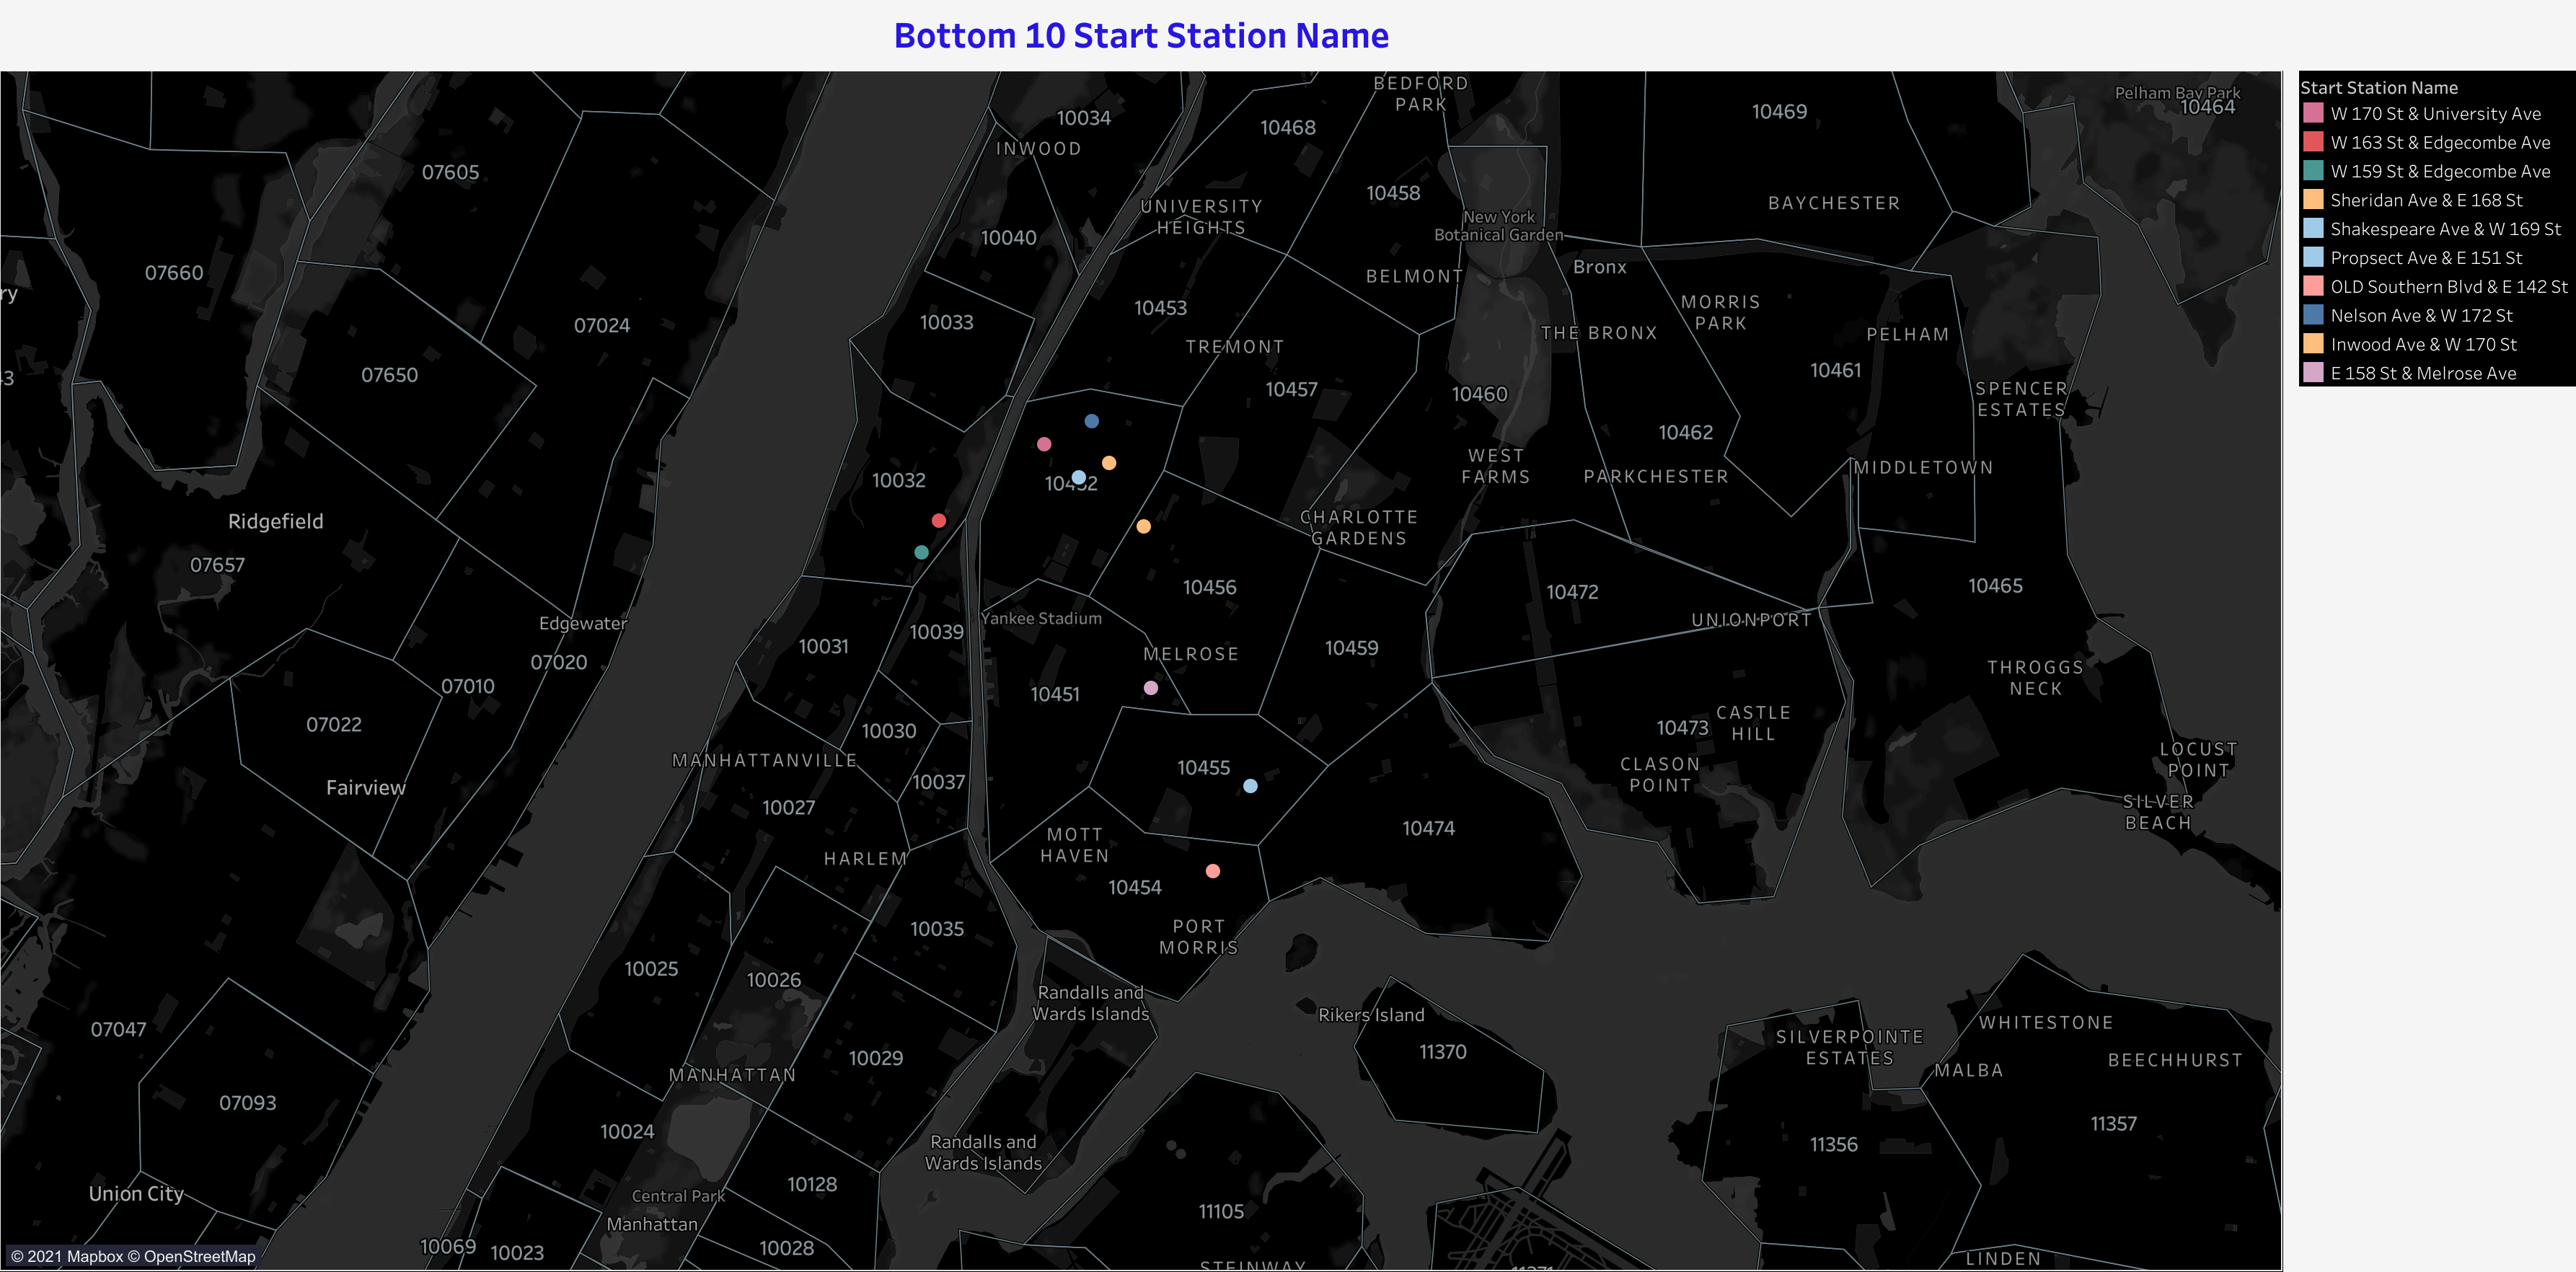 Bottom 10 Start Station Name
Start Station Name
W 170 St & University Ave
W 163 St & Edgecombe Ave
W 159 St & Edgecombe Ave
Sheridan Ave & E 168 St
Shakespeare Ave & W 169 St
Propsect Ave & E 151 St
OLD Southern Blvd & E 142 St
Nelson Ave & W 172 St
Inwood Ave & W 170 St
E 158 St & Melrose Ave
BEDFORD
PARK
Pelham Bay Park
10464
10469
10034
10468
INWOOD
07605
10458
BAYCHESTER
UNIVERSITY
HEIGHTS
New York
Botanical Garden
10040
07660
Bronx
BELMONT
ry
10453
MORRIS
PARK
10033
07024
THE BRONX
PELHAM
TREMONT
10461
07650
13
10457
10460
SPENCER
ESTATES
10462
WEST
FARMS
MIDDLETOWN
PARKCHESTER
10032
10452
Ridgefield
CHARLOTTE
GARDENS
07657
10456
10472
10465
Yankee Stadium
UNIONPORT
Edgewater
10039
10031
10459
MELROSE
07020
THROGGS
NECK
07010
10451
07022
10030
10473
CASTLE
HILL
LOCUST
POINT
MANHATTANVILLE
10455
CLASON
POINT
10037
Fairview
10027
SILVER
BEACH
10474
MOTT
HAVEN
HARLEM
10454
10035
PORT
MORRIS
10025
10026
Randalls and
Wards Islands
Rikers Island
WHITESTONE
07047
SILVERPOINTE
ESTATES
11370
10029
BEECHHURST
MALBA
MANHATTAN
07093
11357
10024
11356
Randalls and
Wards Islands
10128
Union City
Central Park
11105
Manhattan
10069
10023
10028
LINDEN
STEINWAY
11371
© 2021 Mapbox © OpenStreetMap